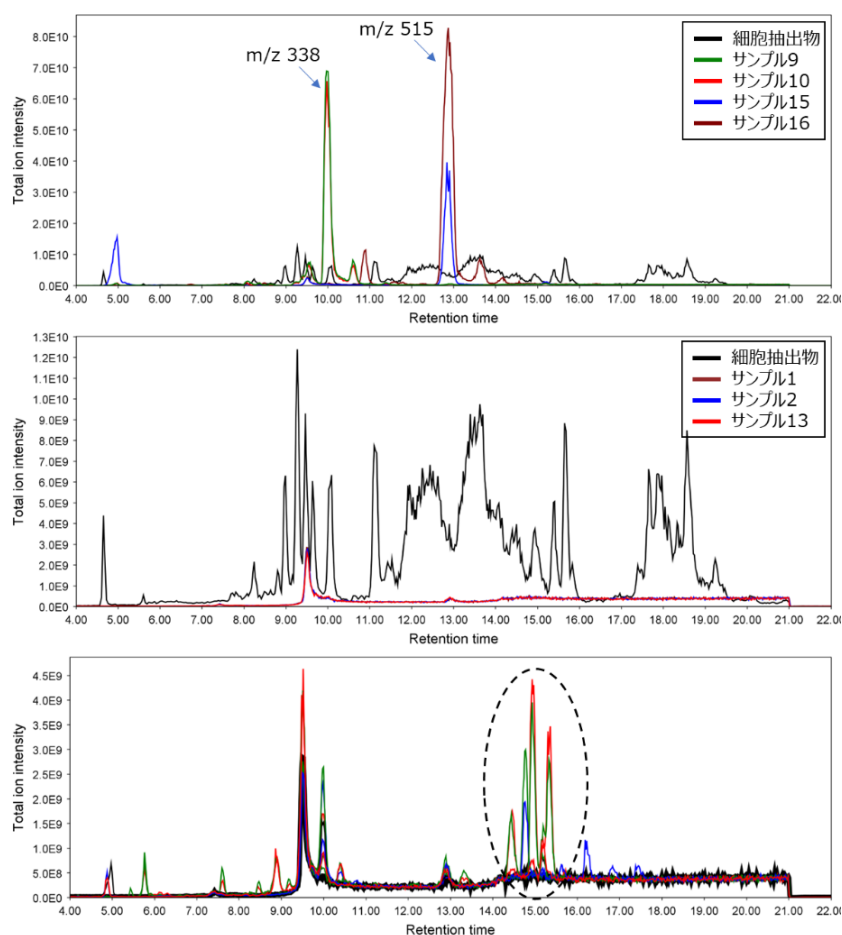 m/z 338
m/z 515
細胞抽出物
サンプル9
サンプル10
サンプル15
サンプル16
Total ion intensity
8.0E10
7.0E10
6.0E10
5.0E10
4.0E10
3.0E10
2.0E10
1.0E10
0.0E0
4.00 5.00 6.00 7.00 8.00 9.00 10.00 11.00 12.00 13.00 14.00 15.00 16.00 17.00 18.00 19.00 20.00 21.00 22.00
Retention time
細胞抽出物
サンプル1
サンプル2
サンプル13
Total ion intensity
1.3E10
1.2E10
1.1E10
1.0E10
9.0E9
8.0E9
7.0E9
6.0E9
5.0E9
4.0E9
3.0E9
2.0E9
1.0E9
0.0E0
4.00 5.00 6.00 7.00 8.00 9.00 10.00 11.00 12.00 13.00 14.00 15.00 16.00 17.00 18.00 19.00 20.00 21.00 22.00
Retention time
Total ion intensity
4.5E9
4.0E9
3.5E9
3.0E9
2.5E9
2.0E9
1.5E9
1.0E9
5.0E8
0.0E0
4.00 5.00 6.00 7.00 8.00 9.00 10.00 11.00 12.00 13.00 14.00 15.00 16.00 17.00 18.00 19.00 20.00 21.00 22.00
Retention time